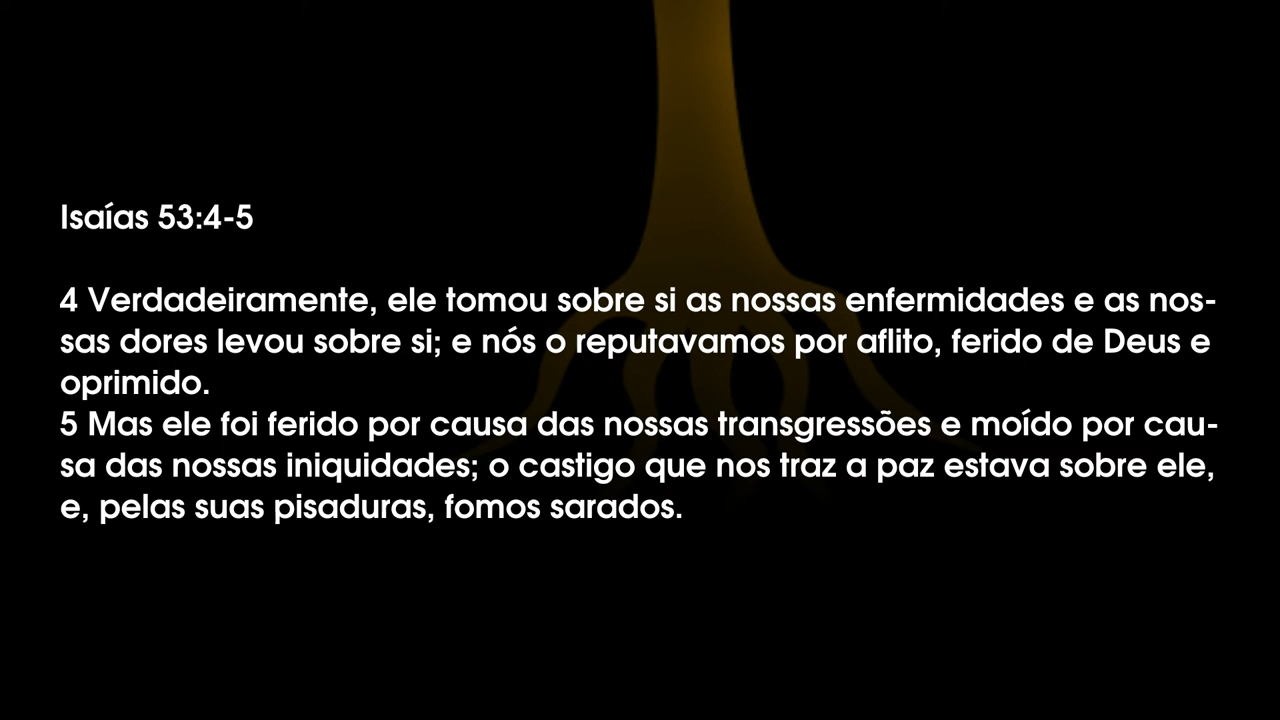 Isaías 53:4-5
4 Verdadeiramente, ele tomou sobre si as nossas enfermidades e as nos-
sas dores levou sobre si; e nós o reputavamos por aflito, ferido de Deus e
oprimido.
5 Mas ele foi ferido por causa das nossas transgressões e moído por cau-
sa das nossas iniquidades; o castigo que nos traz a paz estava sobre ele,
e, pelas suas pisaduras, fomos sarados.